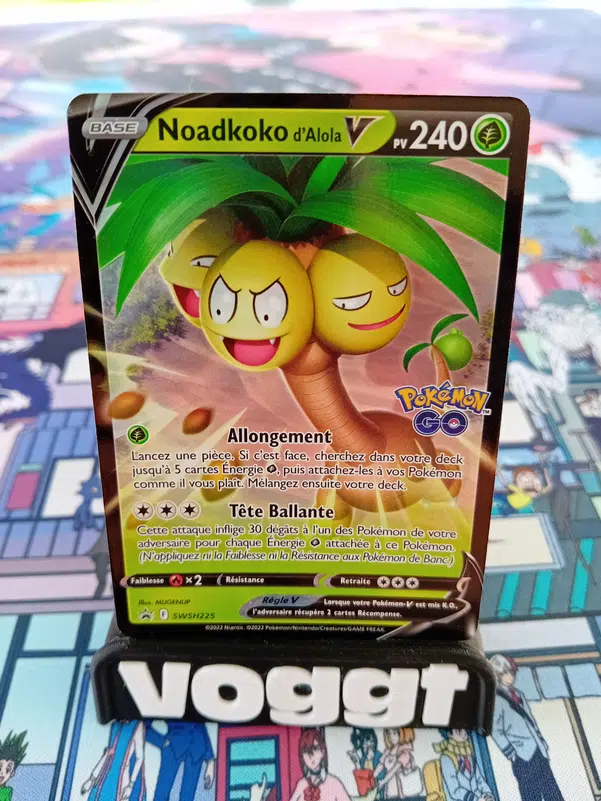 BASE Noadkoko d'Alola V PV 240
POKÉMON
GO
Allongement
Lancez une pièce. Si c'est face, cherchez dans votre deck
jusqu'à 5 cartes Énergie , puis attachez-les à vos Pokémon
comme il vous plaît. Mélangez ensuite votre deck.
Tête Ballante
Cette attaque inflige 30 dégâts à l'un des Pokémon de votre
adversaire pour chaque Énergie attachée à ce Pokémon.
(N'appliquez ni la Faiblesse ni la Résistance aux Pokémon de Banc.)
Faiblesse ×2 Résistance Retraite
Illus. MUGENUP
Règle V Lorsque votre Pokémon-V est mis K.O.,
l'adversaire récupère 2 cartes Récompense.
F SWSH225
©2022 Niantic. ©2022 Pokémon/Nintendo/Creatures/GAME FREAK
voggt